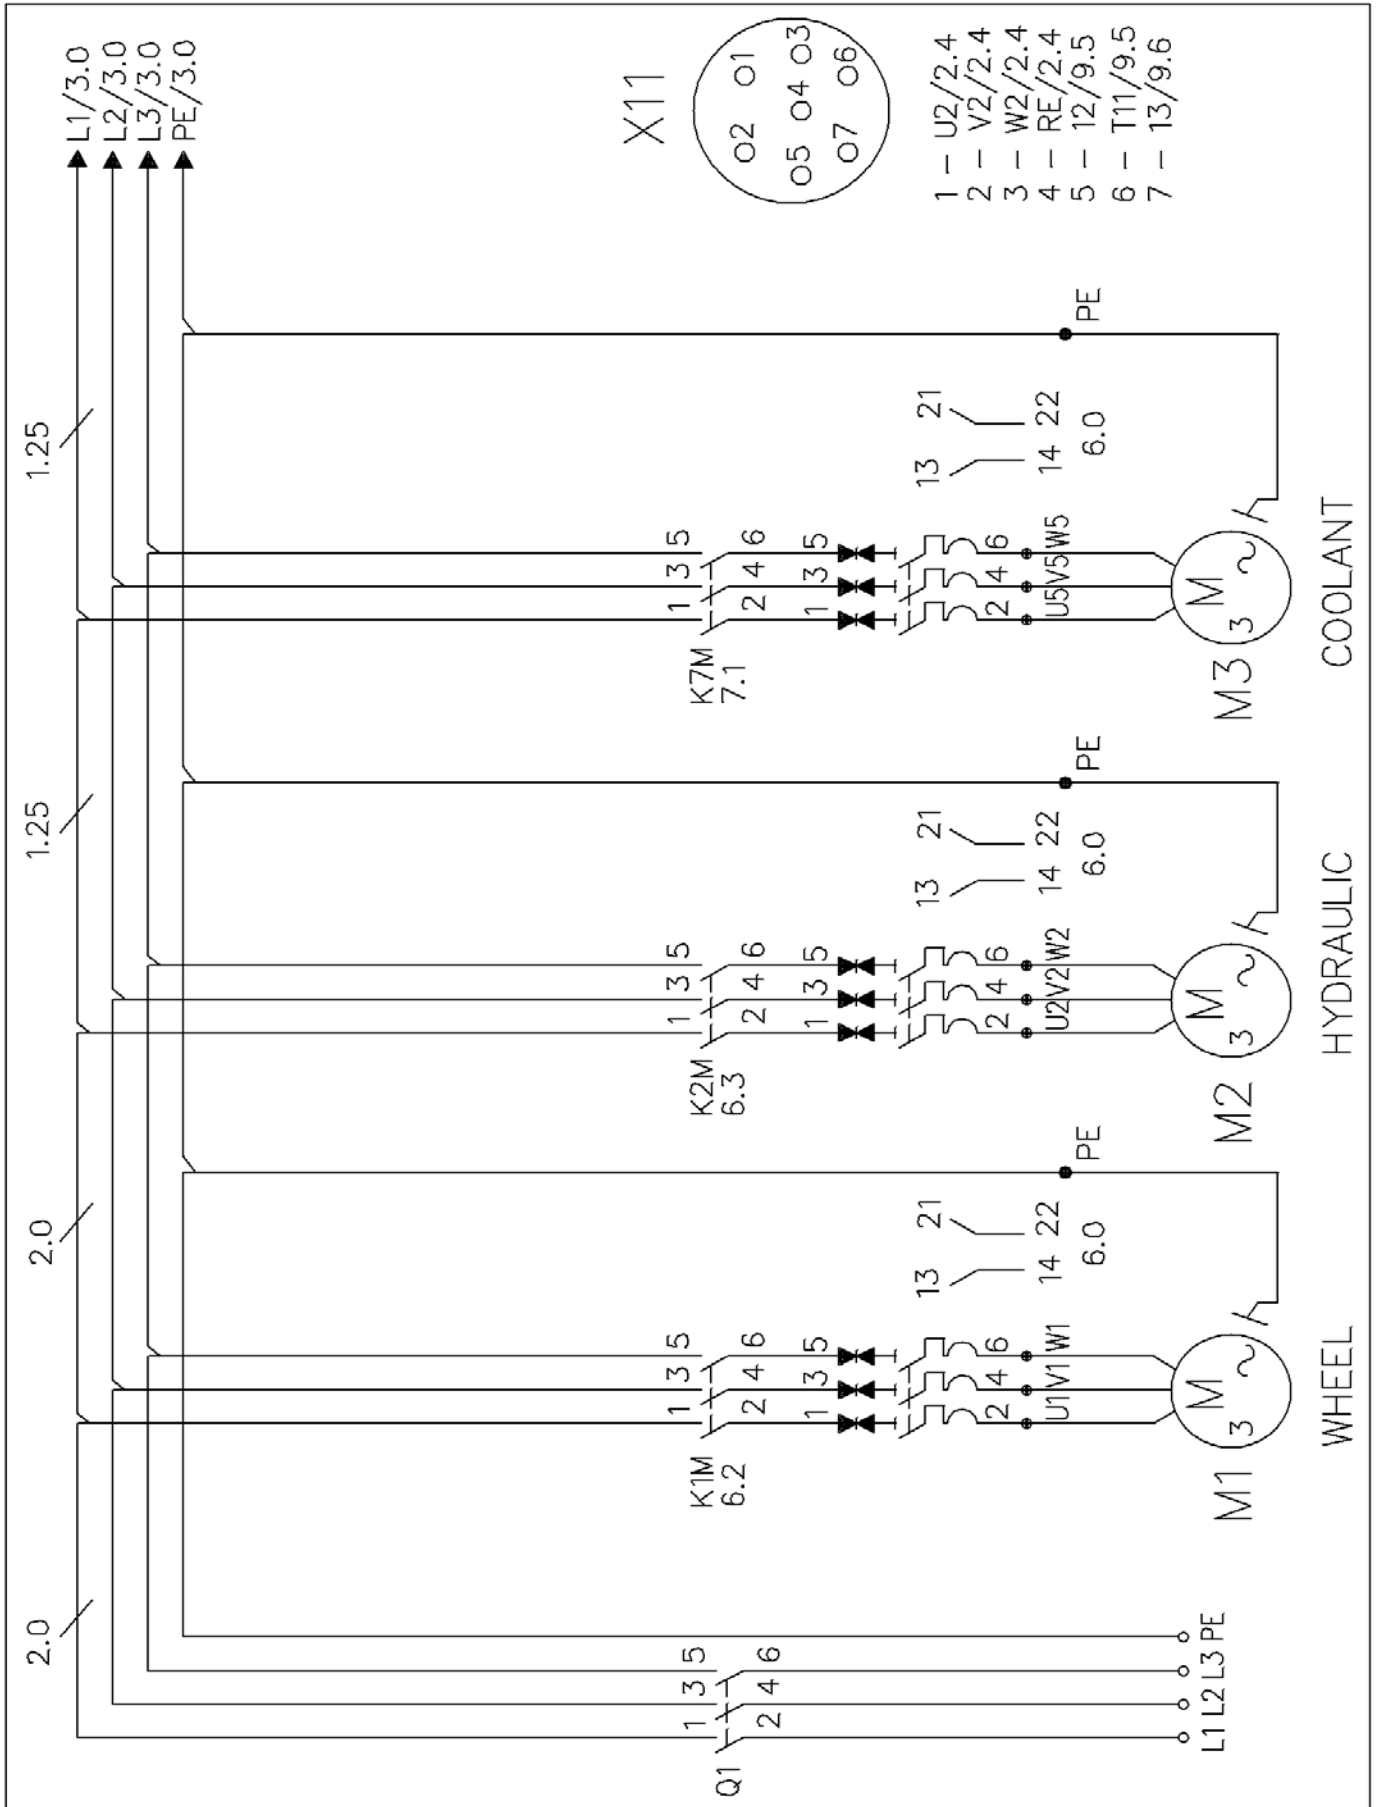 2.0
2.0
1.25
1.25
L1/3.0
L2/3.0
L3/3.0
PE/3.0
X11
2 1
5 4 3
7 6
1 - U2/2.4
2 - V2/2.4
3 - W2/2.4
4 - RE/2.4
5 - 12/9.5
6 - T11/9.5
7 - 13/9.6
Q1
1 3 5
2 4 6
L1 L2 L3 PE
K1M
6.2
1 3 5
2 4 6
1 3 5
2 4 6
U1 V1 W1
13 21
14 22
6.0
PE
M1
M
3 ~
WHEEL
K2M
6.3
1 3 5
2 4 6
1 3 5
2 4 6
U2 V2 W2
13 21
14 22
6.0
PE
M2
M
3 ~
HYDRAULIC
K7M
7.1
1 3 5
2 4 6
1 3 5
2 4 6
U5 V5 W5
13 21
14 22
6.0
PE
M3
M
3 ~
COOLANT